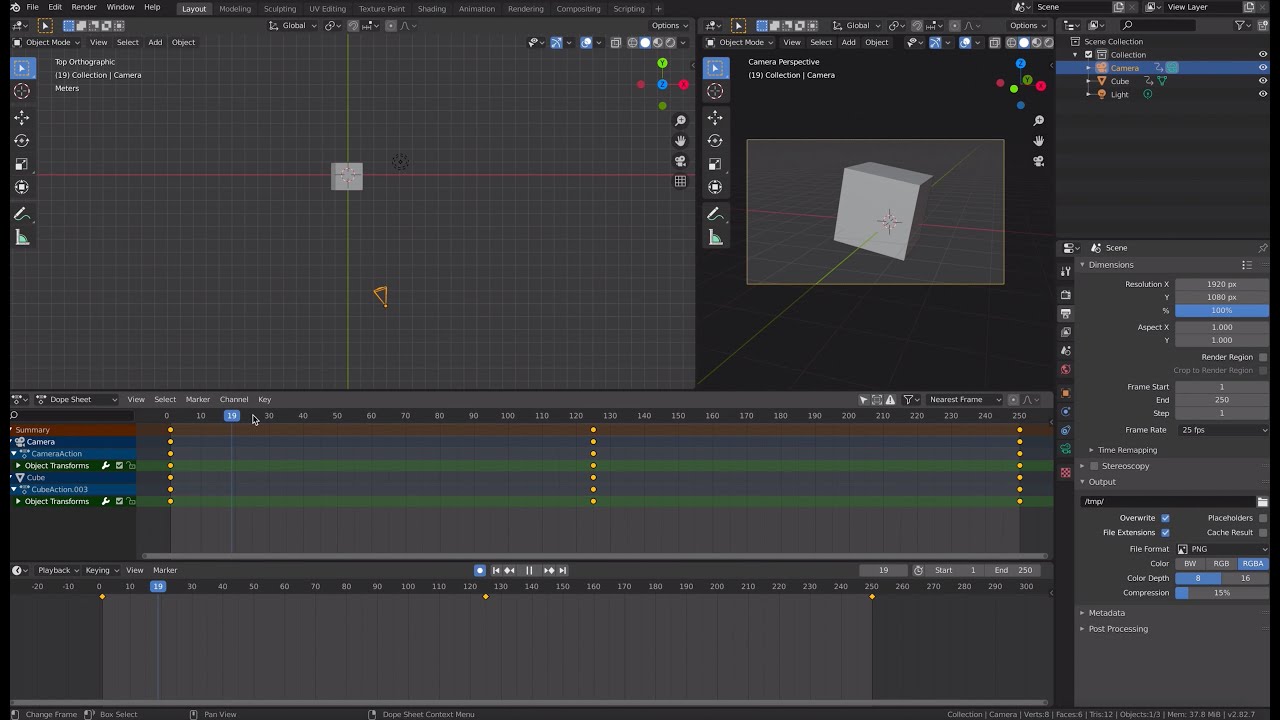 File Edit Render Window Help Layout Modeling Sculpting UV Editing Texture Paint Shading Animation Rendering Compositing Scripting Scene View Layer
Global Options Global Options
Object Mode View Select Add Object Object Mode View Select Add Object
Scene Collection
Collection
Camera
Cube
Light
Top Orthographic
(19) Collection | Camera
Meters
Y
Z
X
Camera Perspective
(19) Collection | Camera
Z
Y
X
Scene
Dimensions
Resolution X 1920 px
Y 1080 px
% 100%
Aspect X 1.000
Y 1.000
Render Region
Crop to Render Region
Frame Start 1
End 250
Step 1
Frame Rate 25 fps
Time Remapping
Stereoscopy
Output
/tmp/
Overwrite Placeholders
File Extensions Cache Result
File Format PNG
Color BW RGB RGBA
Color Depth 8 16
Compression 15%
Metadata
Post Processing
Dope Sheet View Select Marker Channel Key Nearest Frame
0 10 19 30 40 50 60 70 80 90 100 110 120 130 140 150 160 170 180 190 200 210 220 230 240 250
Summary
Camera
CameraAction
Object Transforms
Cube
CubeAction.003
Object Transforms
Playback Keying View Marker 19 Start 1 End 250
-20 -10 0 10 19 30 40 50 60 70 80 90 100 110 120 130 140 150 160 170 180 190 200 210 220 230 240 250 260 270 280 290 300
Change Frame Box Select Pan View Dope Sheet Context Menu Collection | Camera | Verts:8 | Faces:6 | Tris:12 | Objects:1/3 | Mem: 37.8 MiB | v2.82.7